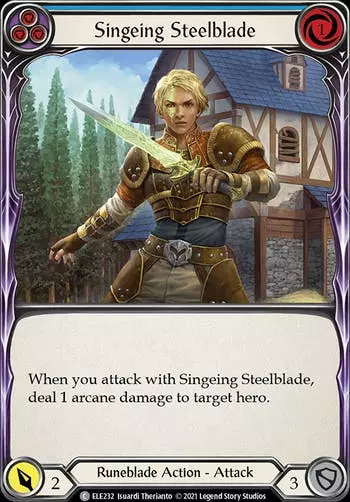 Singeing Steelblade
1
When you attack with Singeing Steelblade,
deal 1 arcane damage to target hero.
2
Runeblade Action - Attack
3
C ELE232 Isuardi Therianto © 2021 Legend Story Studios